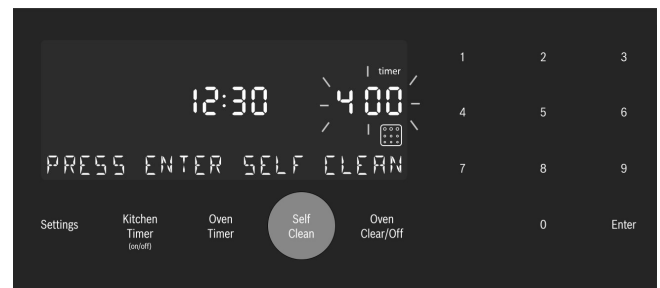 timer
12:30
4 00
PRESS ENTER SELF CLEAN
Settings
Kitchen
Timer
(on/off)
Oven
Timer
Self
Clean
Oven
Clear/Off
1 2 3
4 5 6
7 8 9
0 Enter